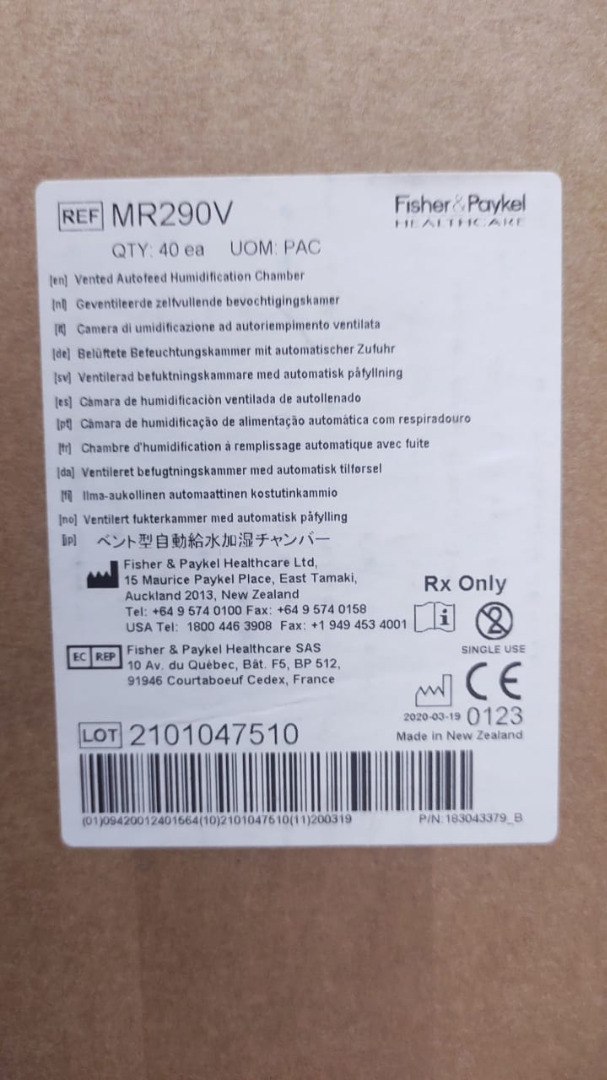 REF MR290V
Fisher & Paykel
HEALTHCARE
QTY: 40 ea UOM: PAC
[en] Vented Autofeed Humidification Chamber
[nl] Geventileerde zelfvullende bevochtigingskamer
[it] Camera di umidificazione ad autoriempimento ventilata
[de] Belüftete Befeuchtungskammer mit automatischer Zufuhr
[sv] Ventilerad befuktningskammare med automatisk påfyllning
[es] Cámara de humidificación ventilada de autollenado
[pt] Câmara de humidificação de alimentação automática com respiradouro
[fr] Chambre d'humidification à remplissage automatique avec fuite
[da] Ventileret befugtningskammer med automatisk tilførsel
[fi] Ilma-aukollinen automaattinen kostutinkammio
[no] Ventilert fukterkammer med automatisk påfylling
[jp] ベント型自動給水加湿チャンバー
Fisher & Paykel Healthcare Ltd,
15 Maurice Paykel Place, East Tamaki,
Auckland 2013, New Zealand
Tel: +64 9 574 0100 Fax: +64 9 574 0158
USA Tel: 1800 446 3908 Fax: +1 949 453 4001
Rx Only
i
2
SINGLE USE
EC REP Fisher & Paykel Healthcare SAS
10 Av. du Québec, Bât. F5, BP 512,
91946 Courtaboeuf Cedex, France
CE
2020-03-19 0123
Made in New Zealand
LOT 2101047510
(01)09420012401564(10)2101047510(11)200319
P/N: 183043379_B